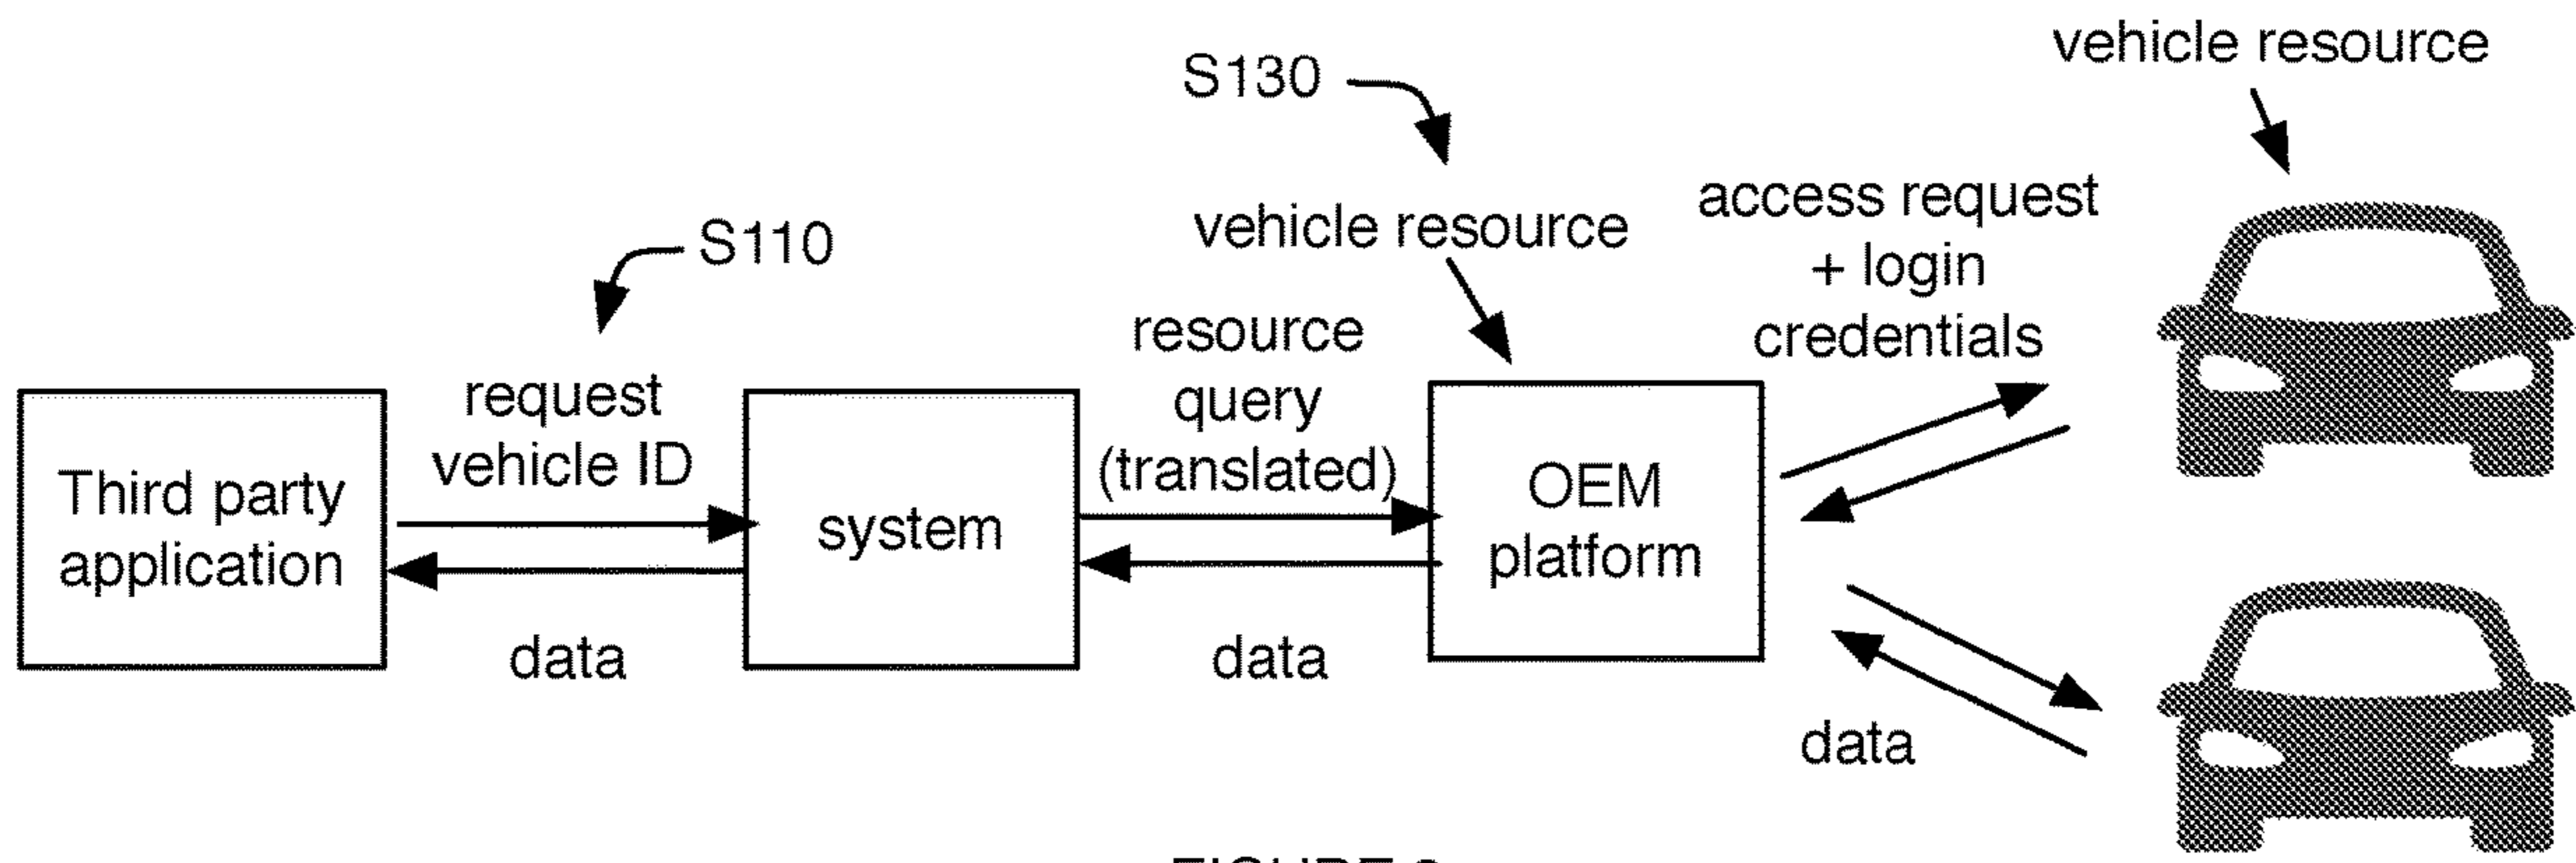 vehicle resource
S130
access request
+ login
credentials
vehicle resource
S110
resource
query
(translated)
request
vehicle ID
Third party
application
system
OEM
platform
data
data
data